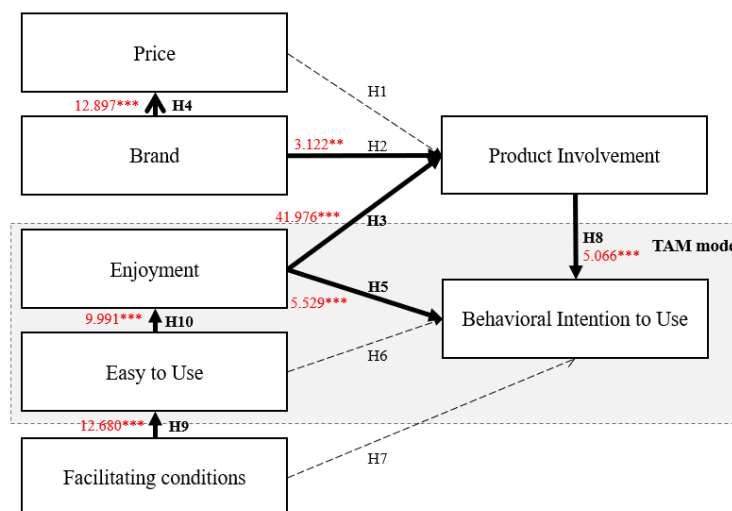 Price
H1
12.897***
H4
Brand
3.122**
H2
Product Involvement
41.976***
H3
H8
5.066***
TAM mode
Enjoyment
5.529***
H5
Behavioral Intention to Use
9.991***
H10
Easy to Use
H6
12.680***
H9
H7
Facilitating conditions